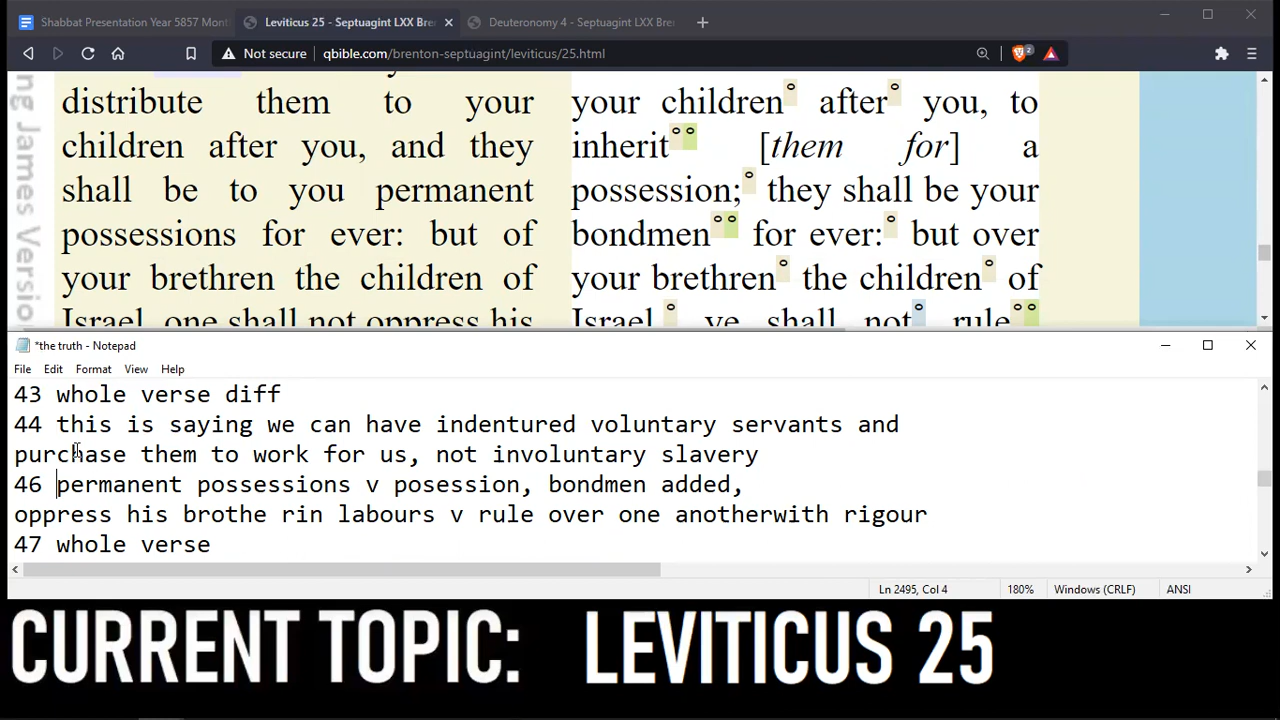 Shabbat Presentation Year 5857 Mont
Leviticus 25 - Septuagint LXX Bre
Deuteronomy 4 - Septuagint LXX Bren
Not secure
qbible.com/brenton-septuagint/leviticus/25.html
2
ng James Version
distribute them to your
children after you, and they
shall be to you permanent
possessions for ever: but of
your brethren the children of
Israel, one shall not oppress his
your children° after° you, to
inherit°° [them for] a
possession;° they shall be your
bondmen°° for ever:° but over
your brethren° the children° of
Israel,° ye shall not° rule°°
*the truth - Notepad
File Edit Format View Help
43 whole verse diff
44 this is saying we can have indentured voluntary servants and
purchase them to work for us, not involuntary slavery
46 permanent possessions v posession, bondmen added,
oppress his brothe rin labours v rule over one anotherwith rigour
47 whole verse
Ln 2495, Col 4
180%
Windows (CRLF)
ANSI
CURRENT TOPIC: LEVITICUS 25